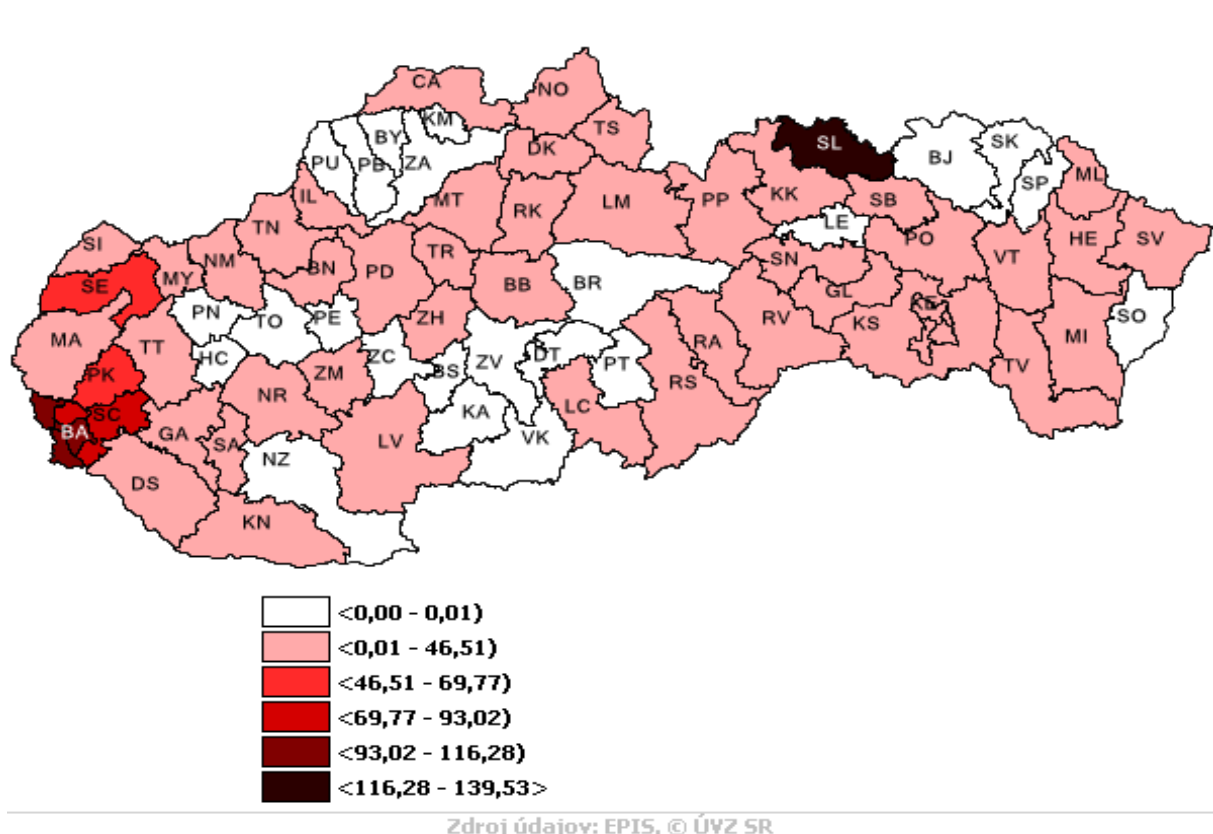 CA
NO
KM
BY
TS
PU
PB
ZA
DK
SL
BJ
SK
SP
ML
IL
MT
RK
LM
PP
KK
SB
LE
TN
SI
NM
MY
BN
PD
TR
BB
BR
SN
PO
VT
HE
SV
SE
PN
TO
PE
ZH
GL
KE
KS
RV
SO
MA
TT
HC
ZC
BS
ZV
DT
PT
RA
MI
TV
PK
ZM
NR
RS
SC
KA
LC
BA
GA
SA
LV
VK
NZ
DS
KN
<0,00 - 0,01)
<0,01 - 46,51)
<46,51 - 69,77)
<69,77 - 93,02)
<93,02 - 116,28)
<116,28 - 139,53>
Zdroj údajov: EPIS. © ÚVZ SR